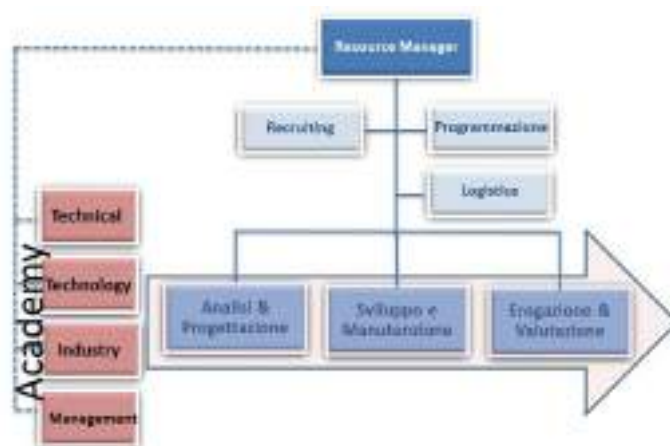 Resource Manager
Recruiting
Programmazione
Logistica
Academy
Technical
Technology
Industry
Management
Analisi &
Progettazione
Sviluppo e
Manutenzione
Erogazione &
Valutazione